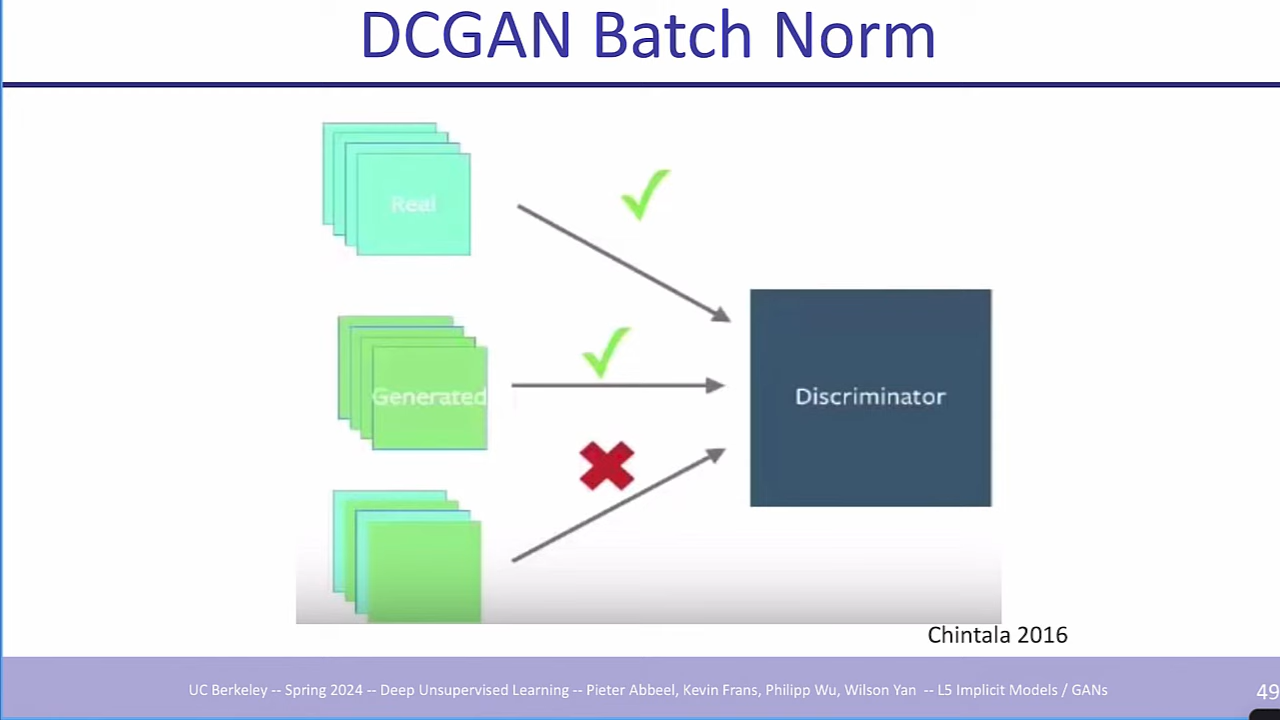 DCGAN Batch Norm
Real
Generated
Discriminator
Chintala 2016
UC Berkeley -- Spring 2024 -- Deep Unsupervised Learning -- Pieter Abbeel, Kevin Frans, Philipp Wu, Wilson Yan -- L5 Implicit Models / GANs
49